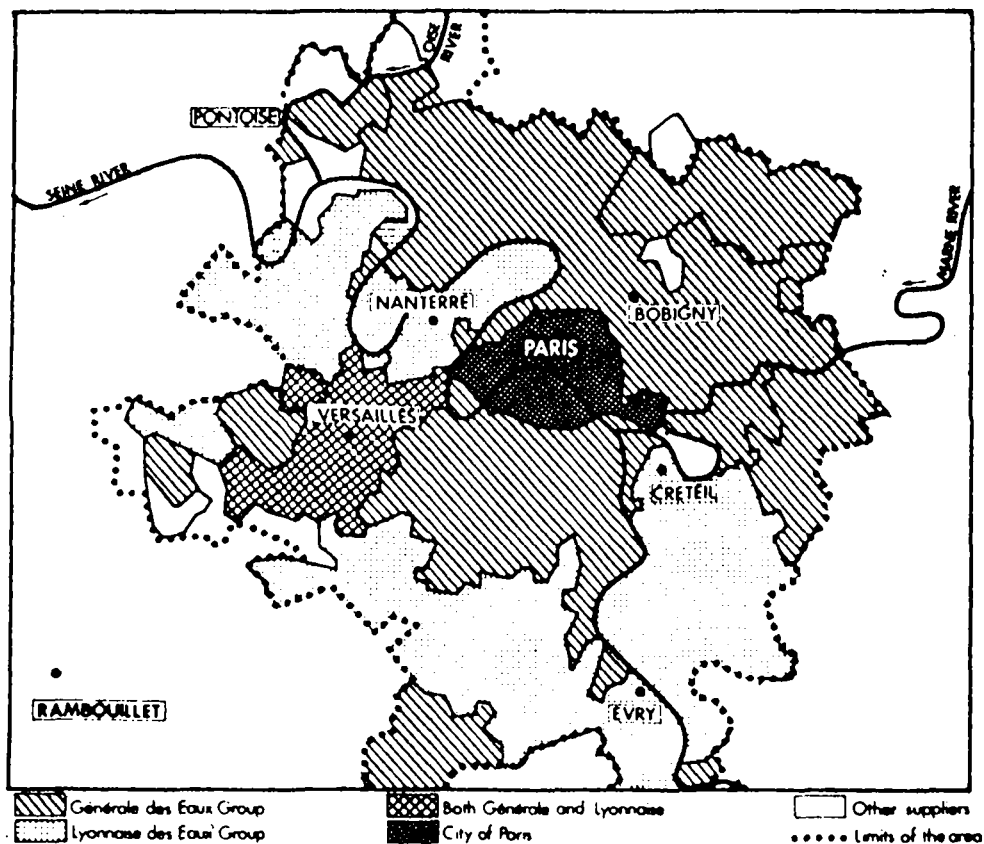 OISE RIVER
PONTOISE
SEINE RIVER
MARNE RIVER
NANTERRÉ
BOBIGNY
PARIS
VERSAILLES
CRETEIL
RAMBOUILLET
EVRY
Générale des Eaux Group
Both Générale and Lyonnaise
Other suppliers
Lyonnaise des Eaux Group
City of Paris
Limits of the area